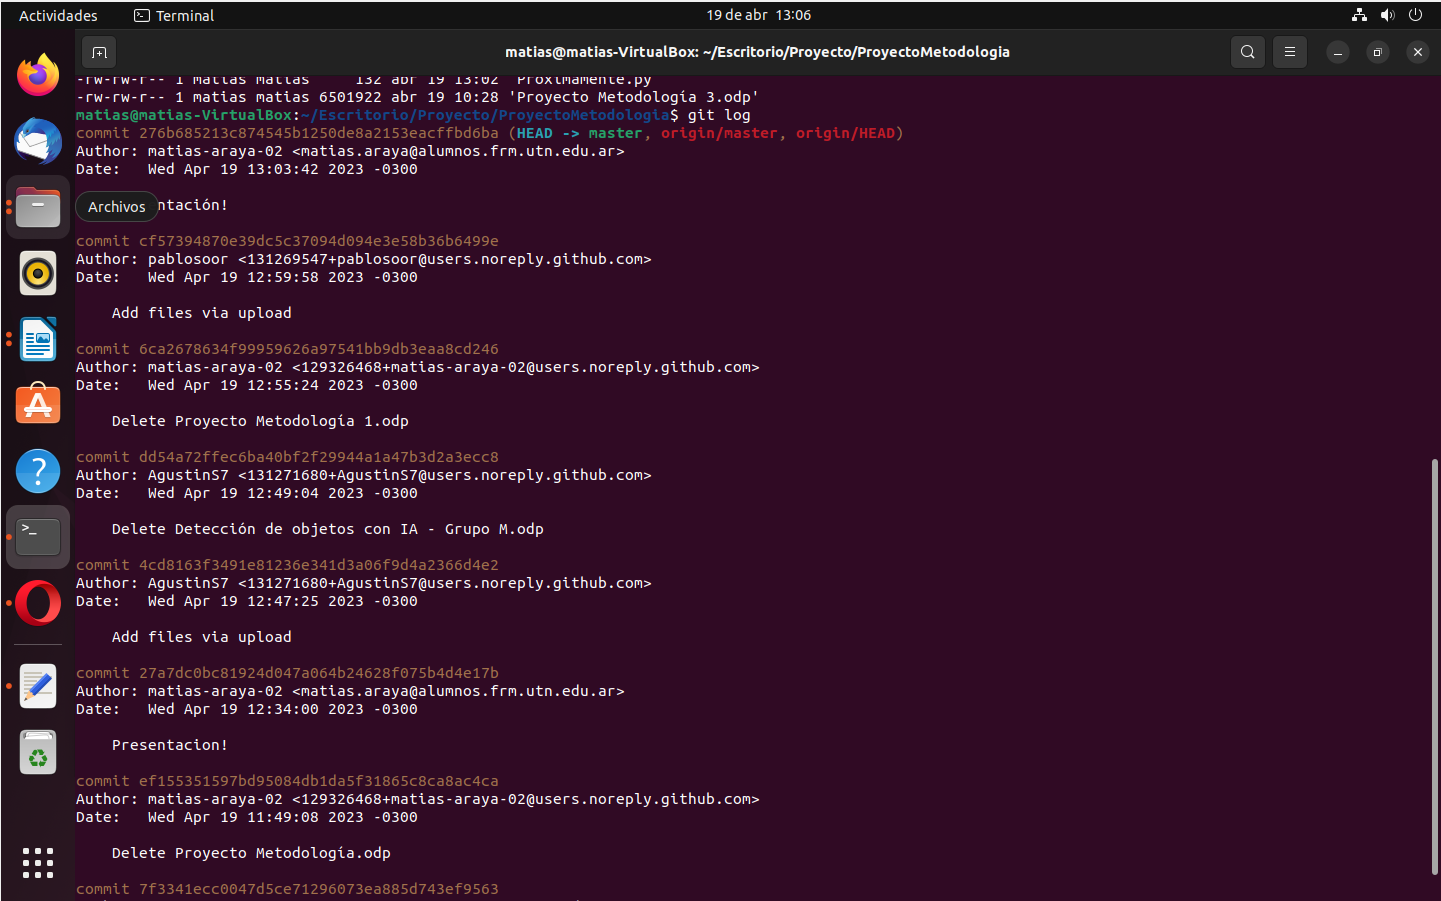 Actividades
Terminal
19 de abr 13:06
matias@matias-VirtualBox: ~/Escritorio/Proyecto/ProyectoMetodologia
-rw-rw-r-- 1 matias matias     132 abr 19 13:02  Proximamente.py
-rw-rw-r-- 1 matias matias 6501922 abr 19 10:28 'Proyecto Metodología 3.odp'
matias@matias-VirtualBox:~/Escritorio/Proyecto/ProyectoMetodologia$ git log
commit 276b685213c874545b1250de8a2153eacffbd6ba (HEAD -> master, origin/master, origin/HEAD)
Author: matias-araya-02 <matias.araya@alumnos.frm.utn.edu.ar>
Date:   Wed Apr 19 13:03:42 2023 -0300
Archivos
ntación!
commit cf57394870e39dc5c37094d094e3e58b36b6499e
Author: pablosoor <131269547+pablosoor@users.noreply.github.com>
Date:   Wed Apr 19 12:59:58 2023 -0300
Add files via upload
commit 6ca2678634f99959626a97541bb9db3eaa8cd246
Author: matias-araya-02 <129326468+matias-araya-02@users.noreply.github.com>
Date:   Wed Apr 19 12:55:24 2023 -0300
Delete Proyecto Metodología 1.odp
commit dd54a72ffec6ba40bf2f29944a1a47b3d2a3ecc8
Author: AgustinS7 <131271680+AgustinS7@users.noreply.github.com>
Date:   Wed Apr 19 12:49:04 2023 -0300
Delete Detección de objetos con IA - Grupo M.odp
commit 4cd8163f3491e81236e341d3a06f9d4a2366d4e2
Author: AgustinS7 <131271680+AgustinS7@users.noreply.github.com>
Date:   Wed Apr 19 12:47:25 2023 -0300
Add files via upload
commit 27a7dc0bc81924d047a064b24628f075b4d4e17b
Author: matias-araya-02 <matias.araya@alumnos.frm.utn.edu.ar>
Date:   Wed Apr 19 12:34:00 2023 -0300
Presentacion!
commit ef155351597bd95084db1da5f31865c8ca8ac4ca
Author: matias-araya-02 <129326468+matias-araya-02@users.noreply.github.com>
Date:   Wed Apr 19 11:49:08 2023 -0300
Delete Proyecto Metodología.odp
commit 7f3341ecc0047d5ce71296073ea885d743ef9563